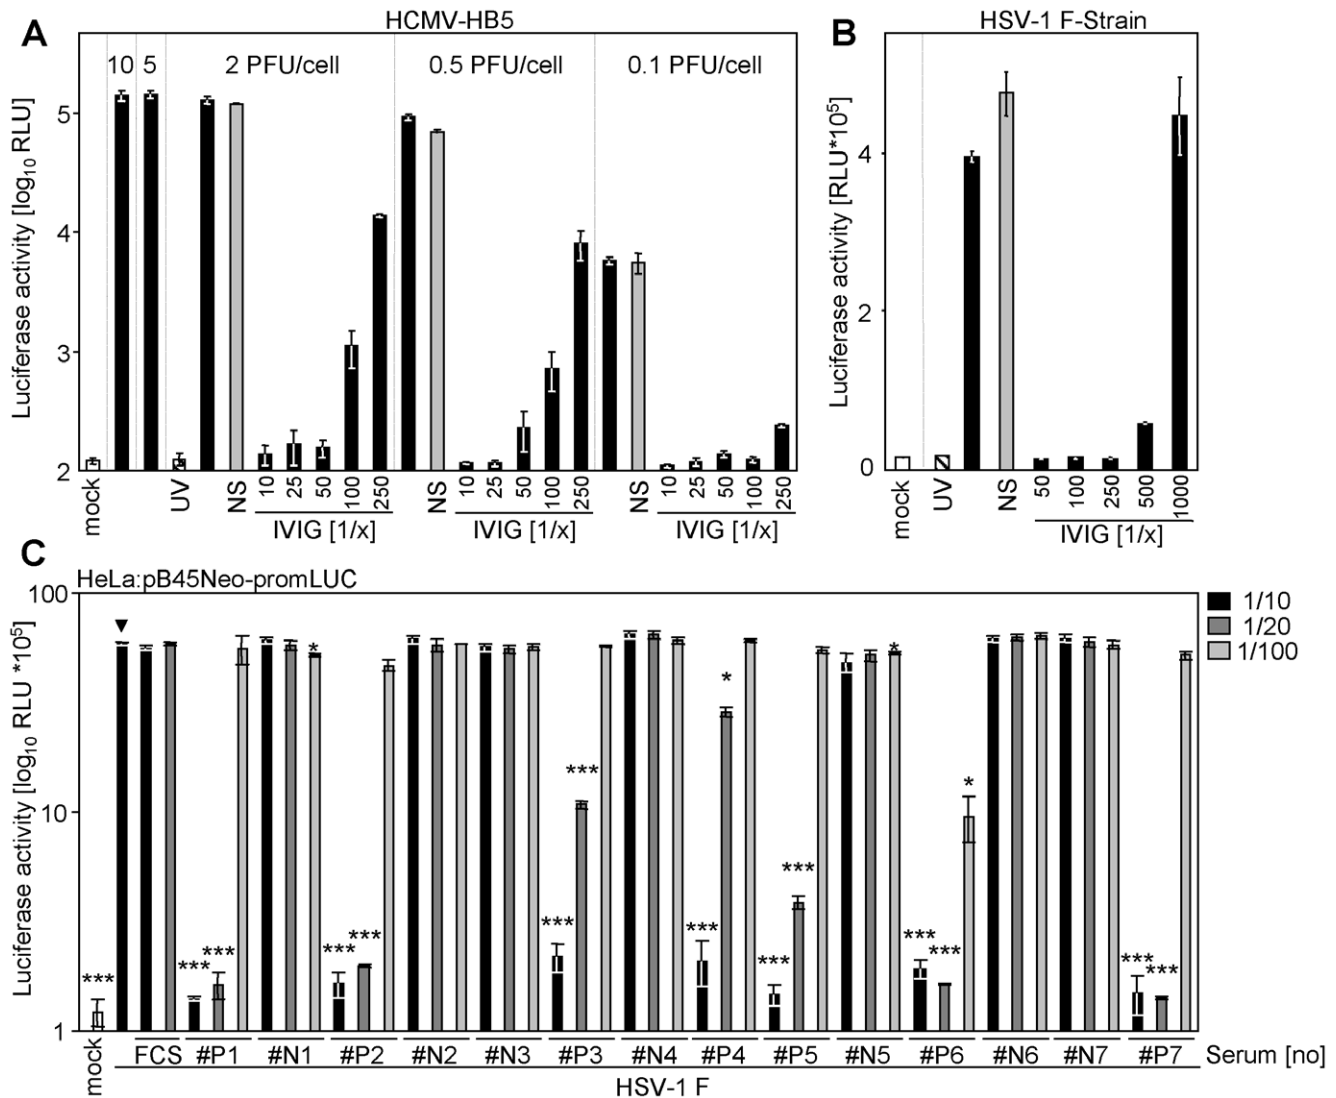 A
HCMV-HB5
10 5 2 PFU/cell 0.5 PFU/cell 0.1 PFU/cell
Luciferase activity [log10 RLU]
5
4
3
2
mock UV NS 10 25 50 100 250 NS 10 25 50 100 250 NS 10 25 50 100 250
IVIG [1/x] IVIG [1/x] IVIG [1/x]
B
HSV-1 F-Strain
Luciferase activity [RLU*10^5]
4
2
0
mock UV NS 50 100 250 500 1000
IVIG [1/x]
C
HeLa:pB45Neo-promLUC
Luciferase activity [log10 RLU *10^5]
100
10
1
1/10
1/20
1/100
*** *** *** * *** *** *** *** *** * *** *** * *** *** * *** ***
mock FCS #P1 #N1 #P2 #N2 #N3 #P3 #N4 #P4 #P5 #N5 #P6 #N6 #N7 #P7 Serum [no]
HSV-1 F